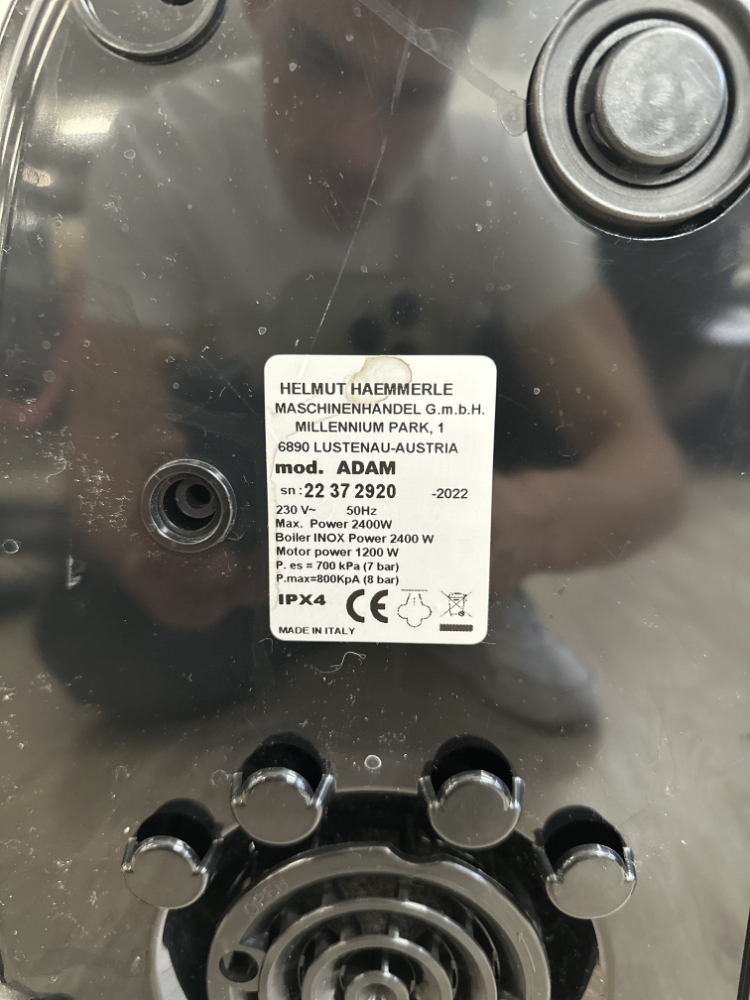 HELMUT HAEMMERLE
MASCHINENHANDEL G.m.b.H.
MILLENNIUM PARK, 1
6890 LUSTENAU-AUSTRIA
mod. ADAM
sn: 22 37 2920 -2022
230 V~ 50Hz
Max. Power 2400W
Boiler INOX Power 2400 W
Motor power 1200 W
P. es = 700 kPa (7 bar)
P.max=800KpA (8 bar)
IPX4 CE
MADE IN ITALY